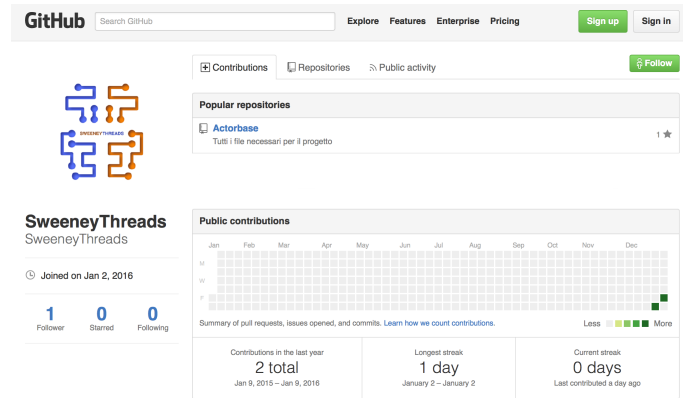 GitHub Search GitHub Explore Features Enterprise Pricing Sign up Sign in
Contributions Repositories Public activity Follow
SWEENEYTHREADS
Popular repositories
Actorbase
Tutti i file necessari per il progetto
1
SweeneyThreads
SweeneyThreads
Joined on Jan 2, 2016
1 0 0
Follower Starred Following
Public contributions
Jan Feb Mar Apr May Jun Jul Aug Sep Oct Nov Dec
M
W
F
Summary of pull requests, issues opened, and commits. Learn how we count contributions. Less More
Contributions in the last year
2 total
Jan 9, 2015 – Jan 9, 2016
Longest streak
1 day
January 2 – January 2
Current streak
0 days
Last contributed a day ago